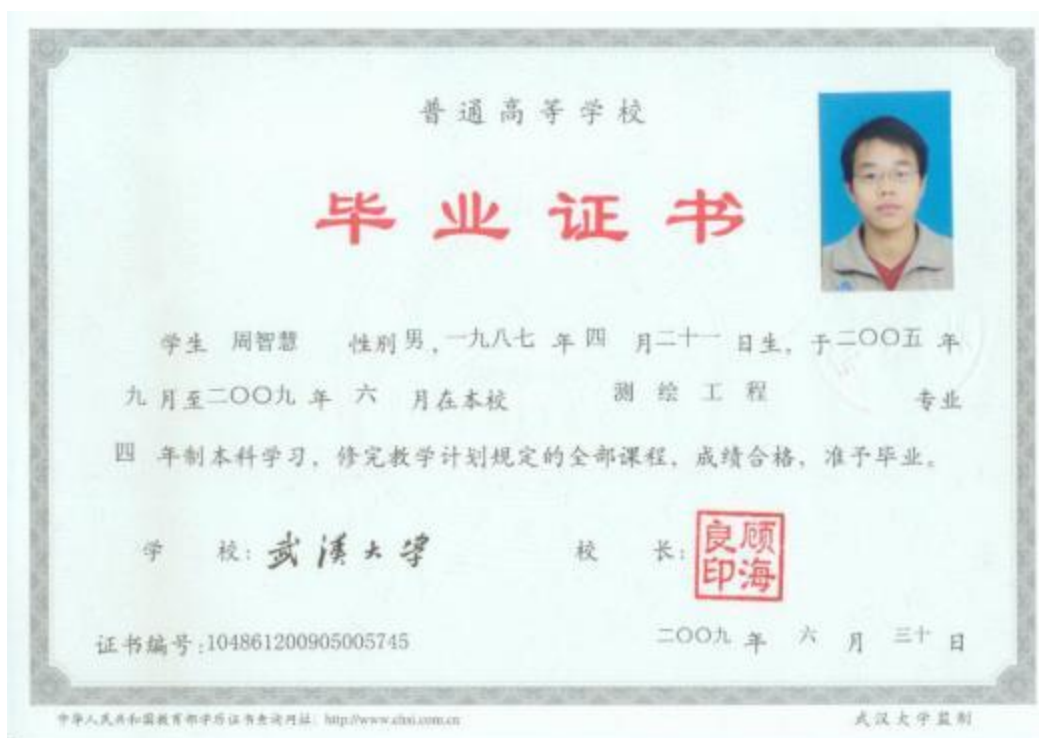 普通高等学校
毕业证书
学生 周智慧 性别 男，一九八七 年 四 月 二十一 日生，于 二〇〇五 年
九 月至 二〇〇九 年 六 月在本校 测绘工程 专业
四 年制本科学习，修完教学计划规定的全部课程，成绩合格，准予毕业。
学 校：武汉大学 校 长：顾海良印
证书编号：104861200905005745 二〇〇九 年 六 月 三十 日
中华人民共和国教育部学历证书查询网址：http://www.chsi.com.cn 武汉大学监制